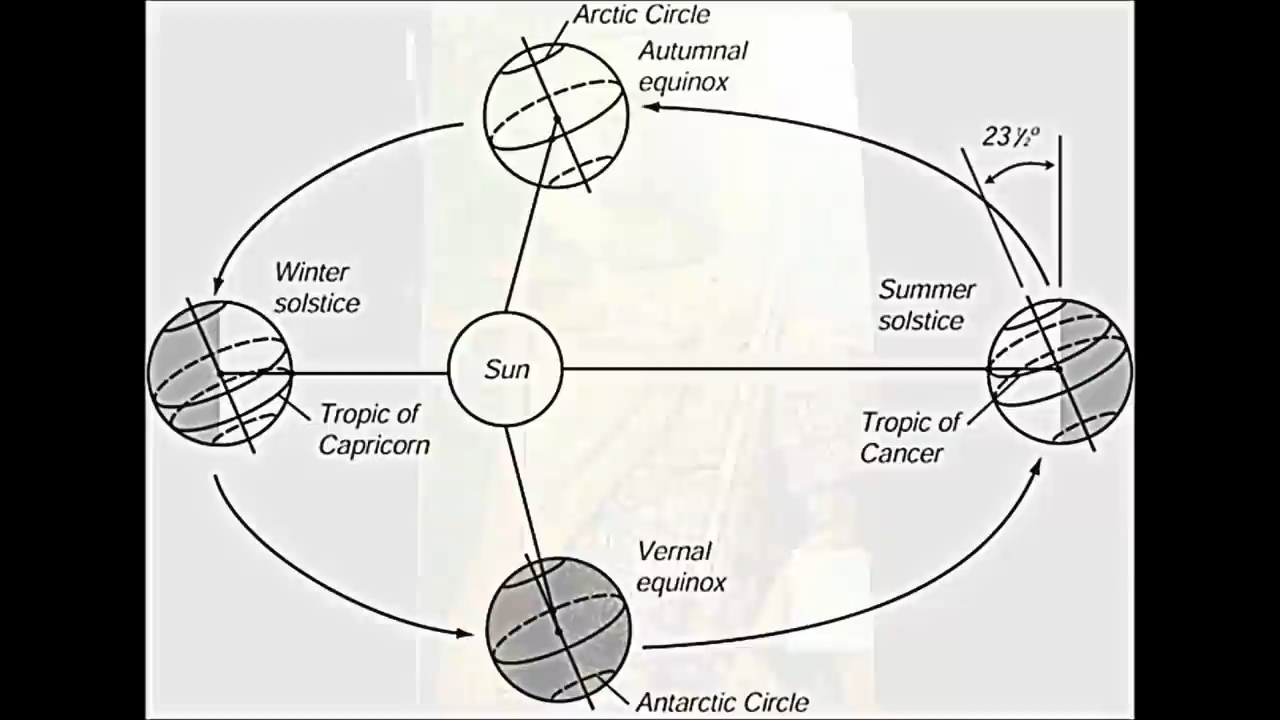 Arctic Circle
Autumnal
equinox
23½°
Winter
solstice
Summer
solstice
Sun
Tropic of
Capricorn
Tropic of
Cancer
Vernal
equinox
Antarctic Circle